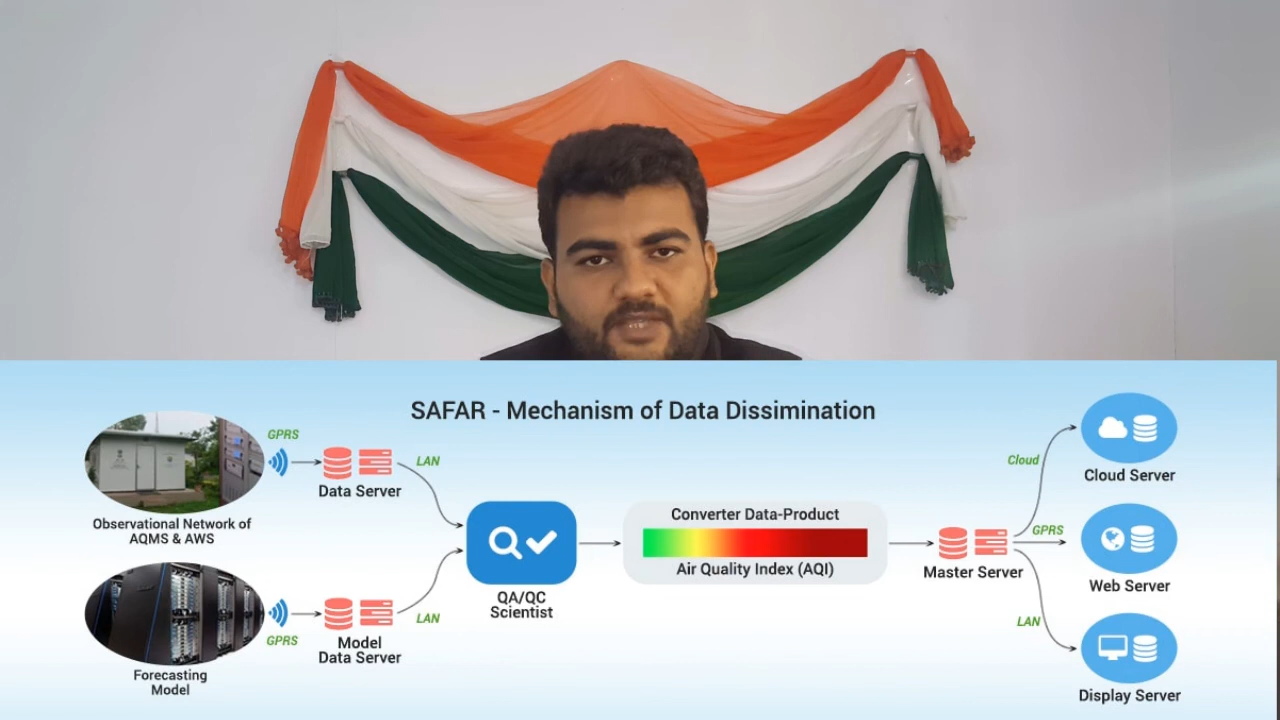 SAFAR - Mechanism of Data Dissimination
GPRS
Data Server
LAN
Observational Network of
AQMS & AWS
GPRS
Model
Data Server
LAN
Forecasting
Model
QA/QC
Scientist
Converter Data-Product
Air Quality Index (AQI)
Master Server
Cloud
Cloud Server
GPRS
Web Server
LAN
Display Server